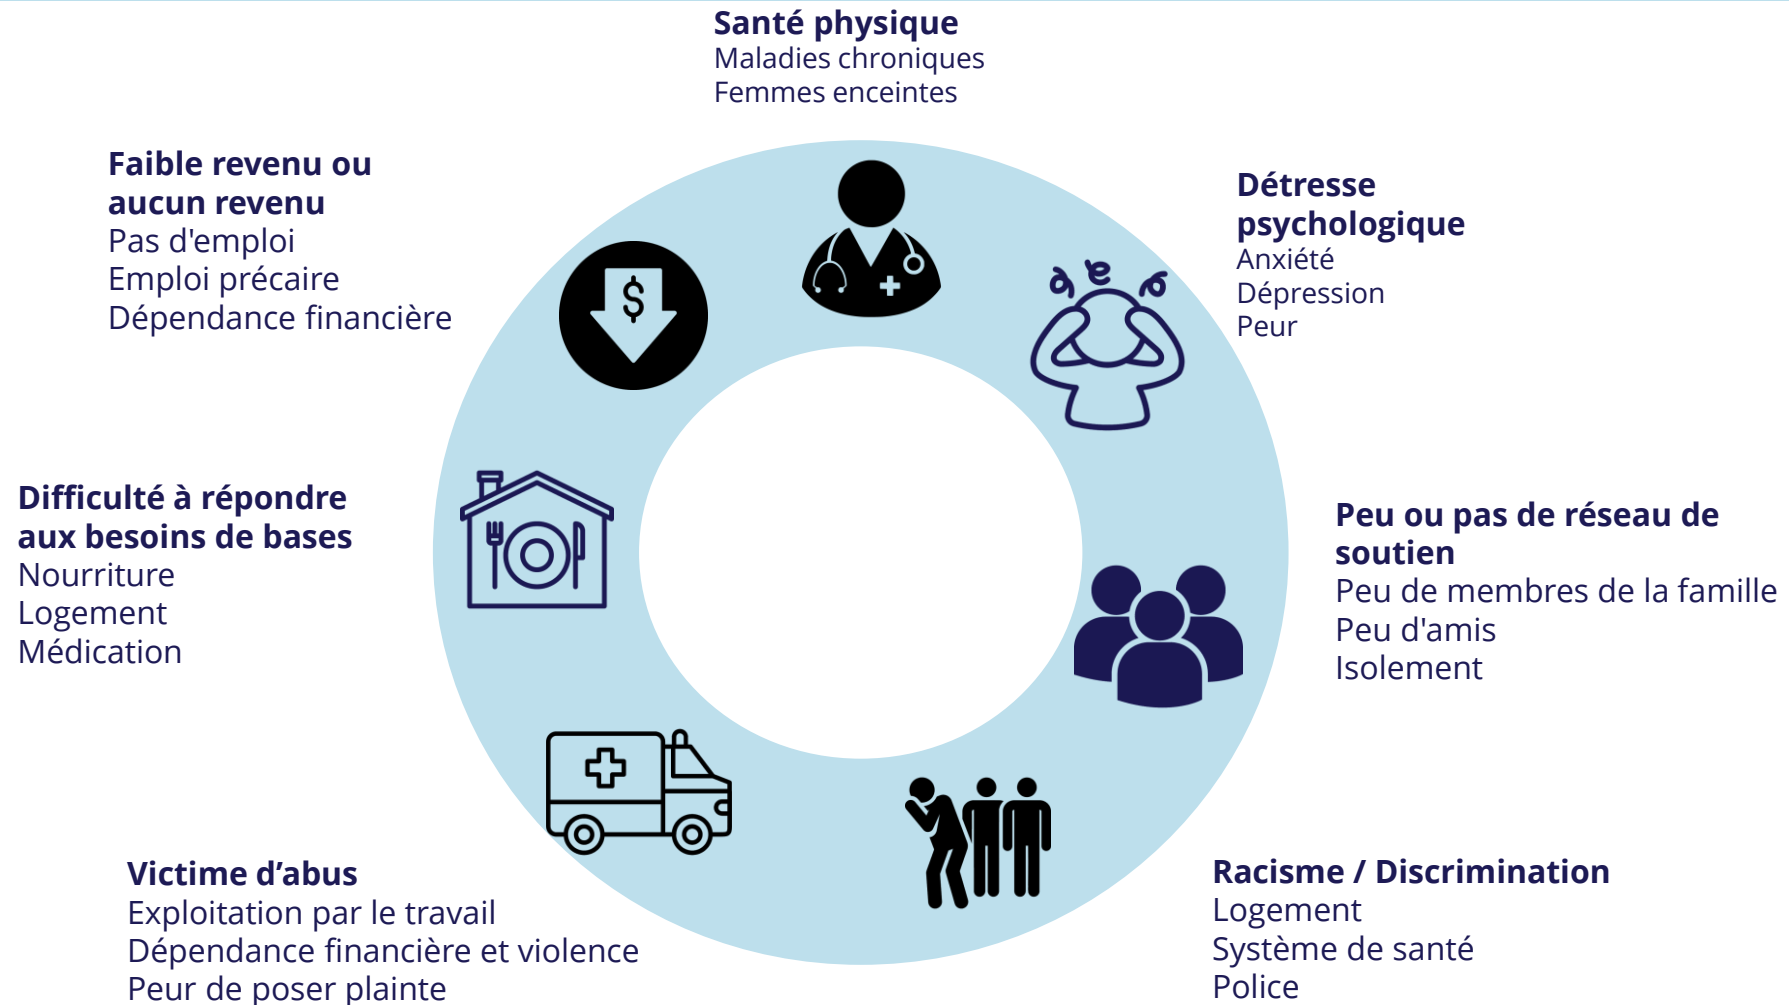 Santé physique
Maladies chroniques
Femmes enceintes
Faible revenu ou
aucun revenu
Pas d'emploi
Emploi précaire
Dépendance financière
$
Détresse
psychologique
Anxiété
Dépression
Peur
Difficulté à répondre
aux besoins de bases
Nourriture
Logement
Médication
Peu ou pas de réseau de
soutien
Peu de membres de la famille
Peu d'amis
Isolement
Victime d’abus
Exploitation par le travail
Dépendance financière et violence
Peur de poser plainte
Racisme / Discrimination
Logement
Système de santé
Police